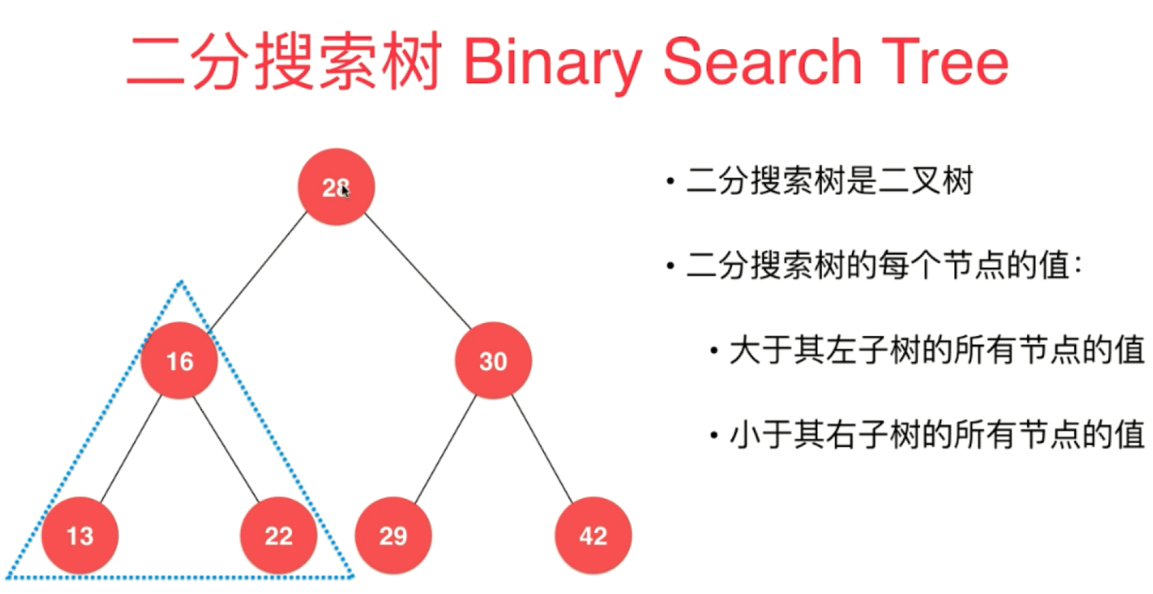 二分搜索树 Binary Search Tree
28
16
30
13
22
29
42
• 二分搜索树是二叉树
• 二分搜索树的每个节点的值：
• 大于其左子树的所有节点的值
• 小于其右子树的所有节点的值